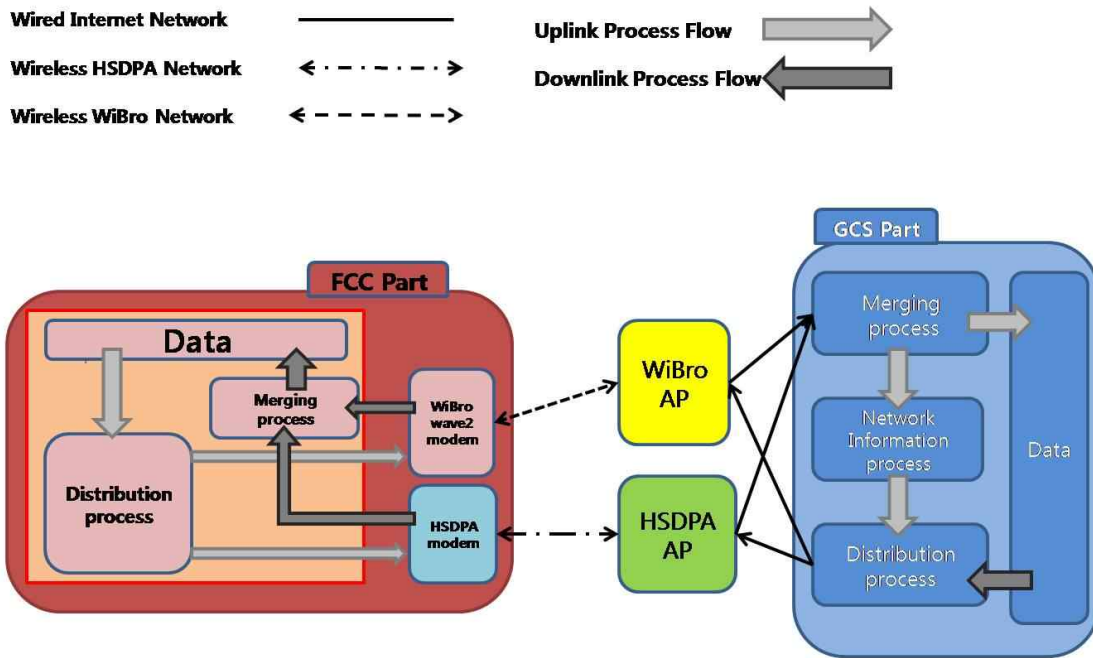 Wired Internet Network
Wireless HSDPA Network
Wireless WiBro Network
Uplink Process Flow
Downlink Process Flow
FCC Part
Data
Merging
process
Distribution
process
WiBro
wave2
modem
HSDPA
modem
WiBro
AP
HSDPA
AP
GCS Part
Merging
process
Network
Information
process
Distribution
process
Data